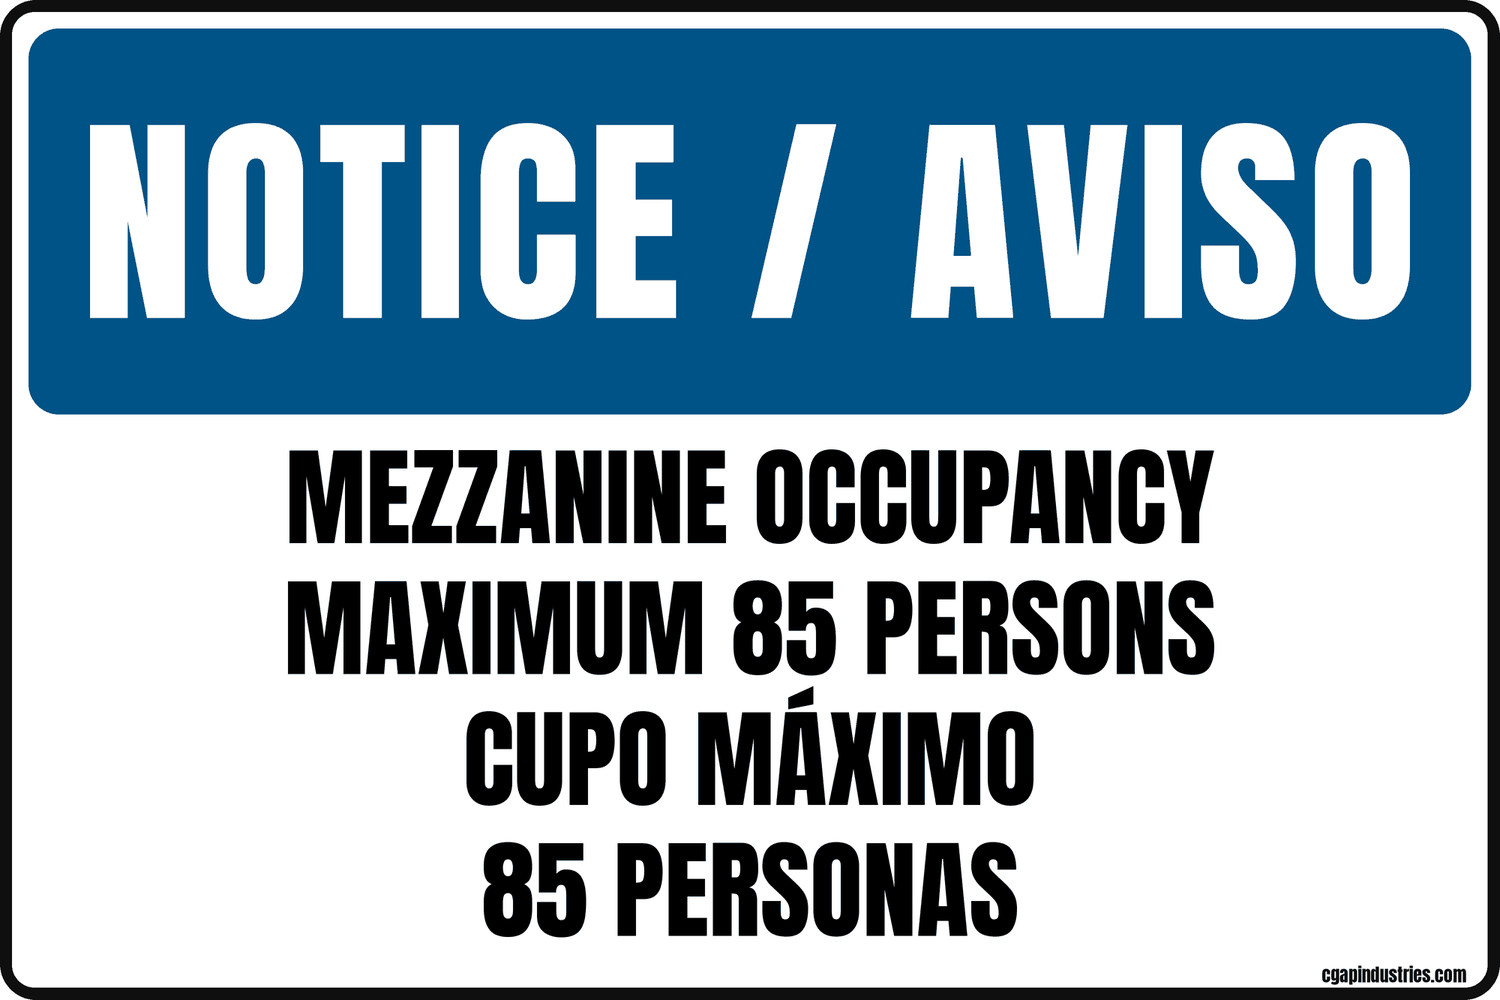 NOTICE / AVISO
MEZZANINE OCCUPANCY
MAXIMUM 85 PERSONS
CUPO MÁXIMO
85 PERSONAS
cgapindustries.com